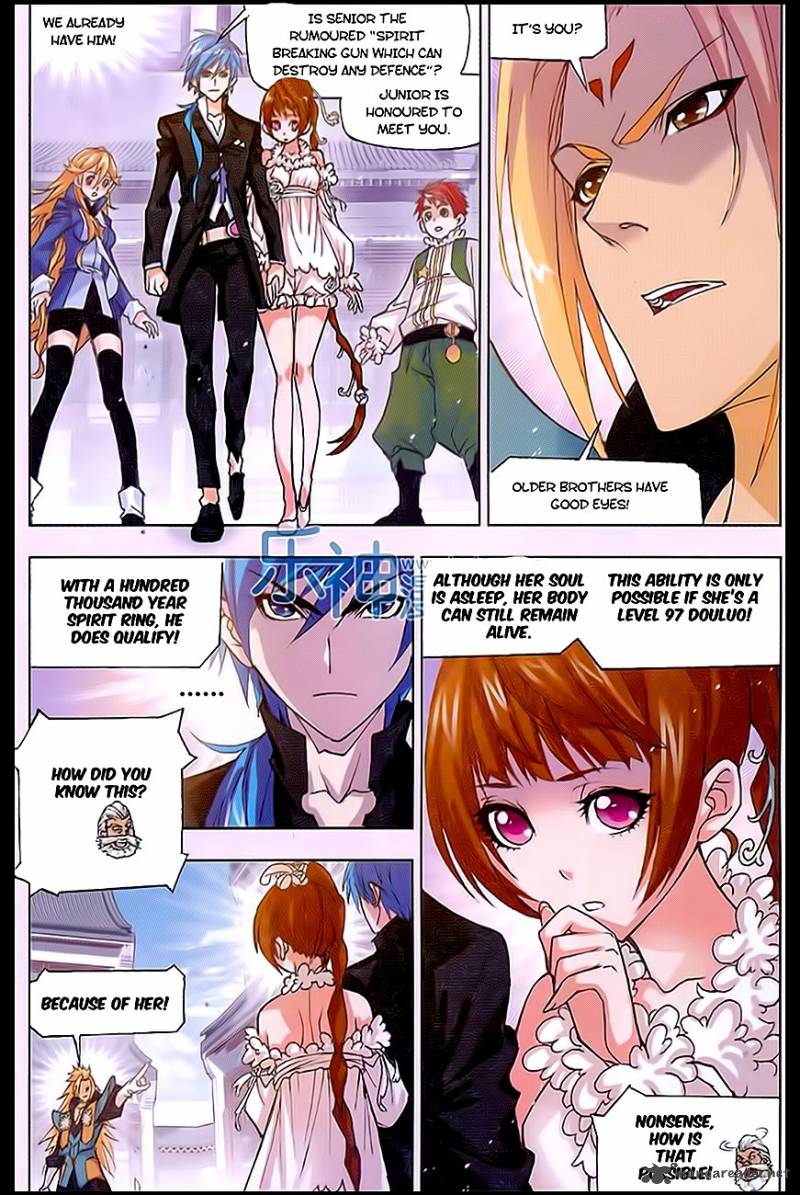 WE ALREADY
HAVE HIM!
IS SENIOR THE
RUMOURED "SPIRIT
BREAKING GUN WHICH CAN
DESTROY ANY DEFENCE"?
JUNIOR IS
HONOURED TO
MEET YOU.
IT'S YOU?
OLDER BROTHERS HAVE
GOOD EYES!
乐神
WITH A HUNDRED
THOUSAND YEAR
SPIRIT RING, HE
DOES QUALIFY!
......
HOW DID YOU
KNOW THIS?
ALTHOUGH HER SOUL
IS ASLEEP, HER BODY
CAN STILL REMAIN
ALIVE.
THIS ABILITY IS ONLY
POSSIBLE IF SHE'S A
LEVEL 97 DOULUO!
BECAUSE OF HER!
NONSENSE,
HOW IS
THAT
POSSIBLE!